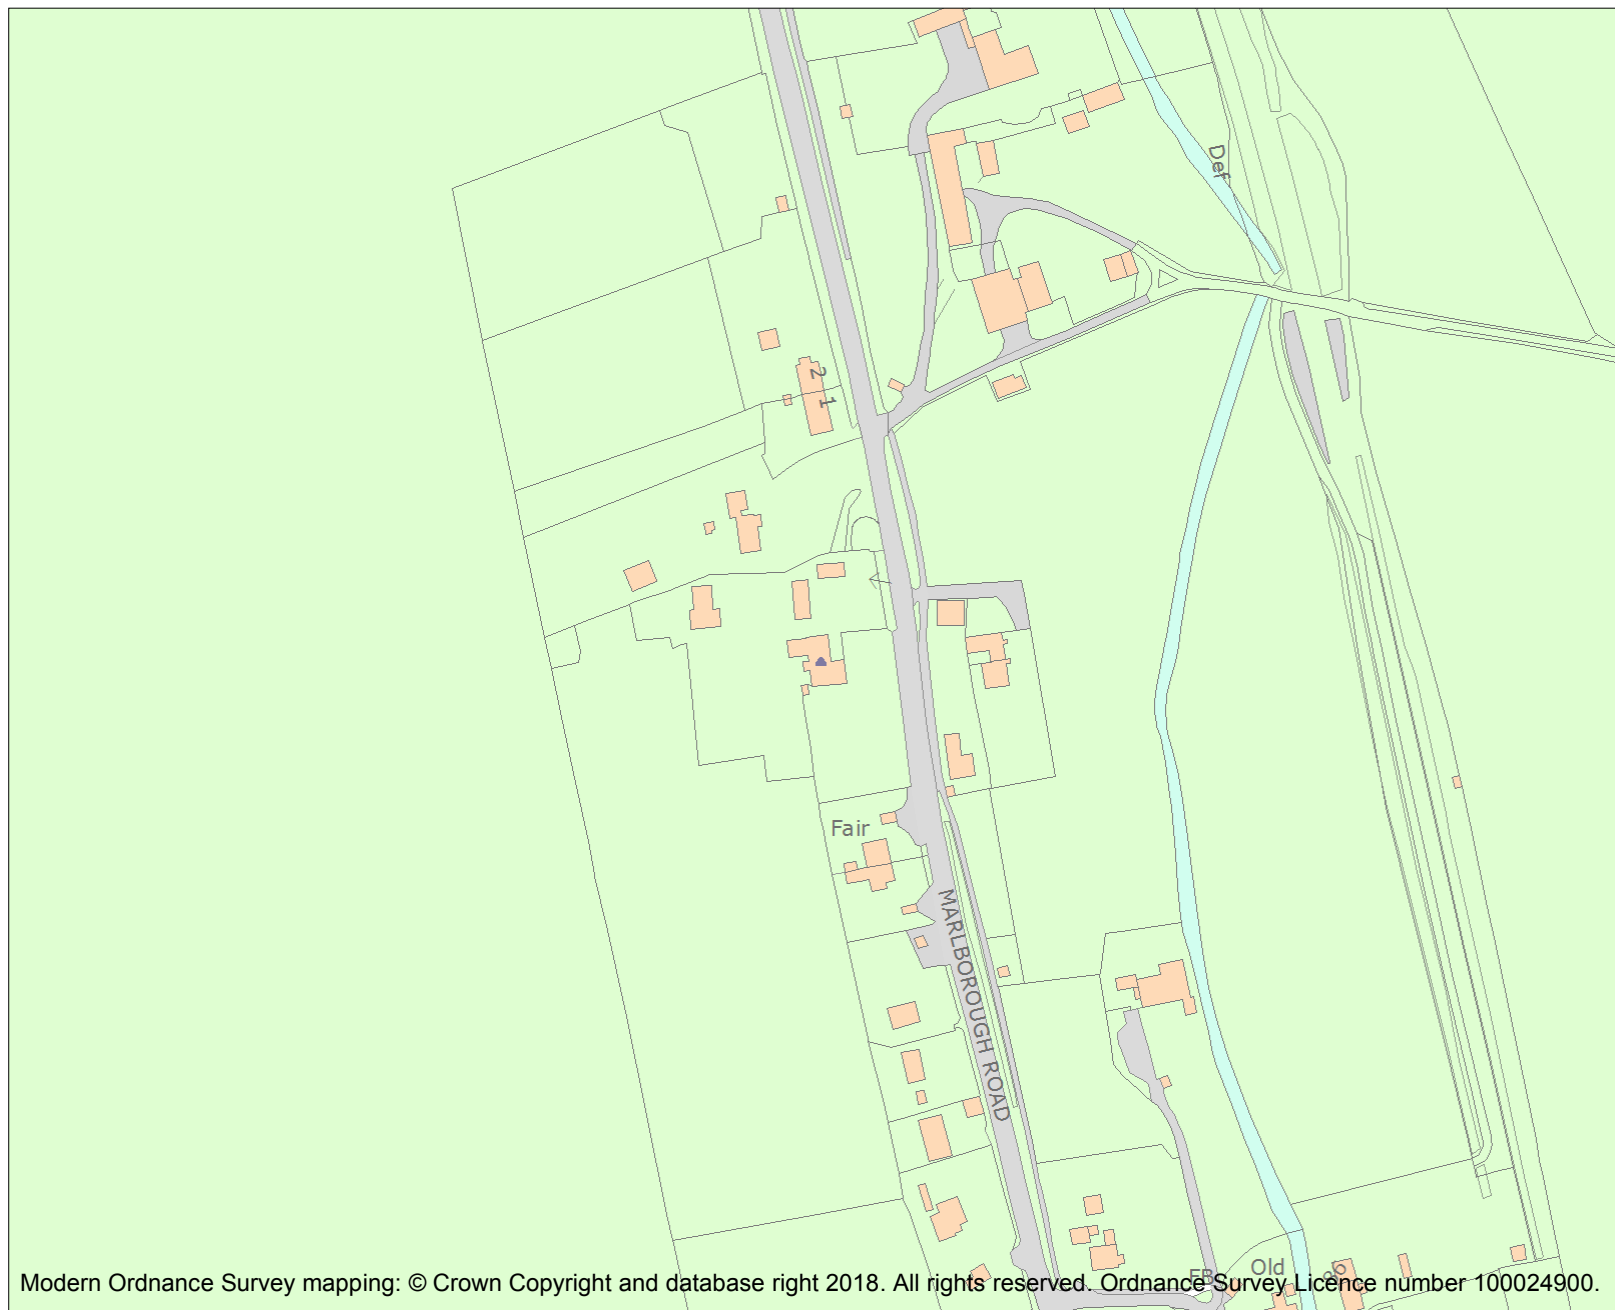 Def
2
1
Fair
MARLBOROUGH ROAD
FB
Old
Modern Ordnance Survey mapping: © Crown Copyright and database right 2018. All rights reserved. Ordnance Survey Licence number 100024900.